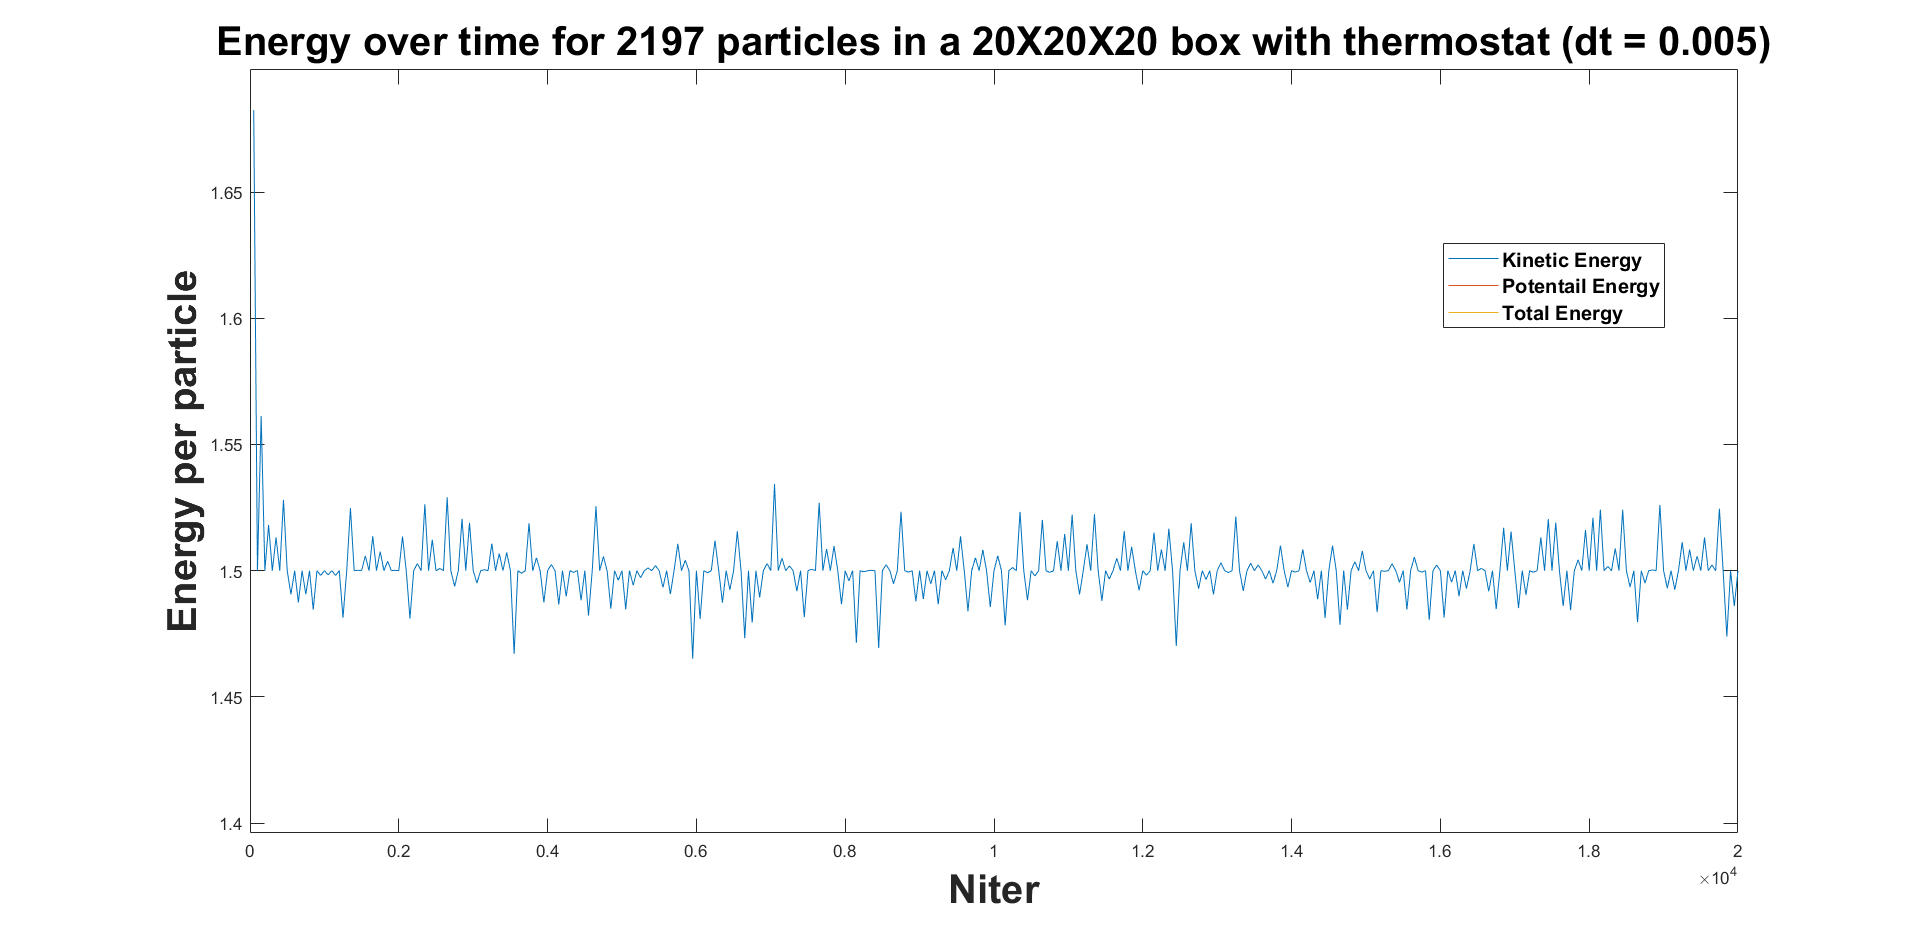 Energy over time for 2197 particles in a 20X20X20 box with thermostat (dt = 0.005)
Energy per particle
1.65
1.6
1.55
1.5
1.45
1.4
Kinetic Energy
Potentail Energy
Total Energy
0 0.2 0.4 0.6 0.8 1 1.2 1.4 1.6 1.8 2
×10⁴
Niter